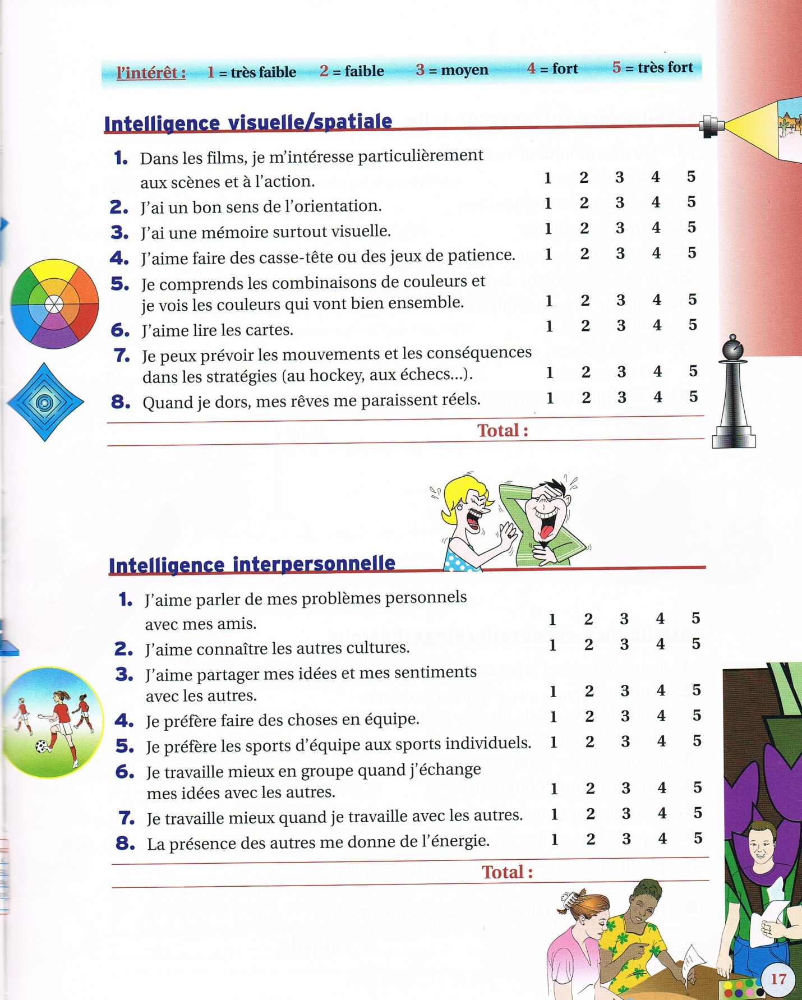 l'intérêt : 1 = très faible 2 = faible 3 = moyen 4 = fort 5 = très fort
Intelligence visuelle/spatiale
1. Dans les films, je m'intéresse particulièrement
aux scènes et à l'action. 1 2 3 4 5
2. J'ai un bon sens de l'orientation. 1 2 3 4 5
3. J'ai une mémoire surtout visuelle. 1 2 3 4 5
4. J'aime faire des casse-tête ou des jeux de patience. 1 2 3 4 5
5. Je comprends les combinaisons de couleurs et
je vois les couleurs qui vont bien ensemble. 1 2 3 4 5
6. J'aime lire les cartes. 1 2 3 4 5
7. Je peux prévoir les mouvements et les conséquences
dans les stratégies (au hockey, aux échecs...). 1 2 3 4 5
8. Quand je dors, mes rêves me paraissent réels. 1 2 3 4 5
Total :
Intelligence interpersonnelle
1. J'aime parler de mes problèmes personnels
avec mes amis. 1 2 3 4 5
2. J'aime connaître les autres cultures. 1 2 3 4 5
3. J'aime partager mes idées et mes sentiments
avec les autres. 1 2 3 4 5
4. Je préfère faire des choses en équipe. 1 2 3 4 5
5. Je préfère les sports d'équipe aux sports individuels. 1 2 3 4 5
6. Je travaille mieux en groupe quand j'échange
mes idées avec les autres. 1 2 3 4 5
7. Je travaille mieux quand je travaille avec les autres. 1 2 3 4 5
8. La présence des autres me donne de l'énergie. 1 2 3 4 5
Total :
17